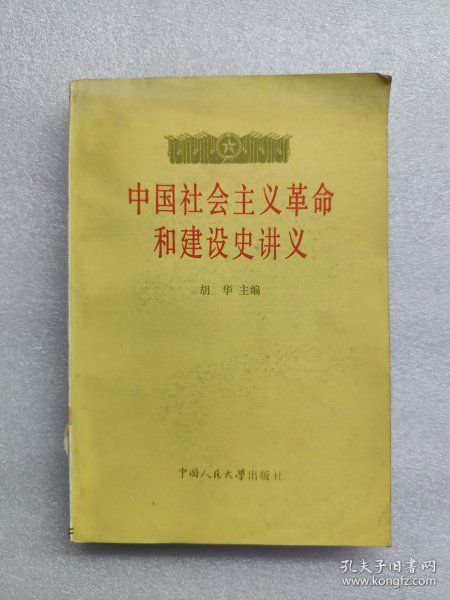 中国社会主义革命
和建设史讲义
胡 华 主编
中国人民大学出版社
孔夫子旧书网
www.kongfz.com